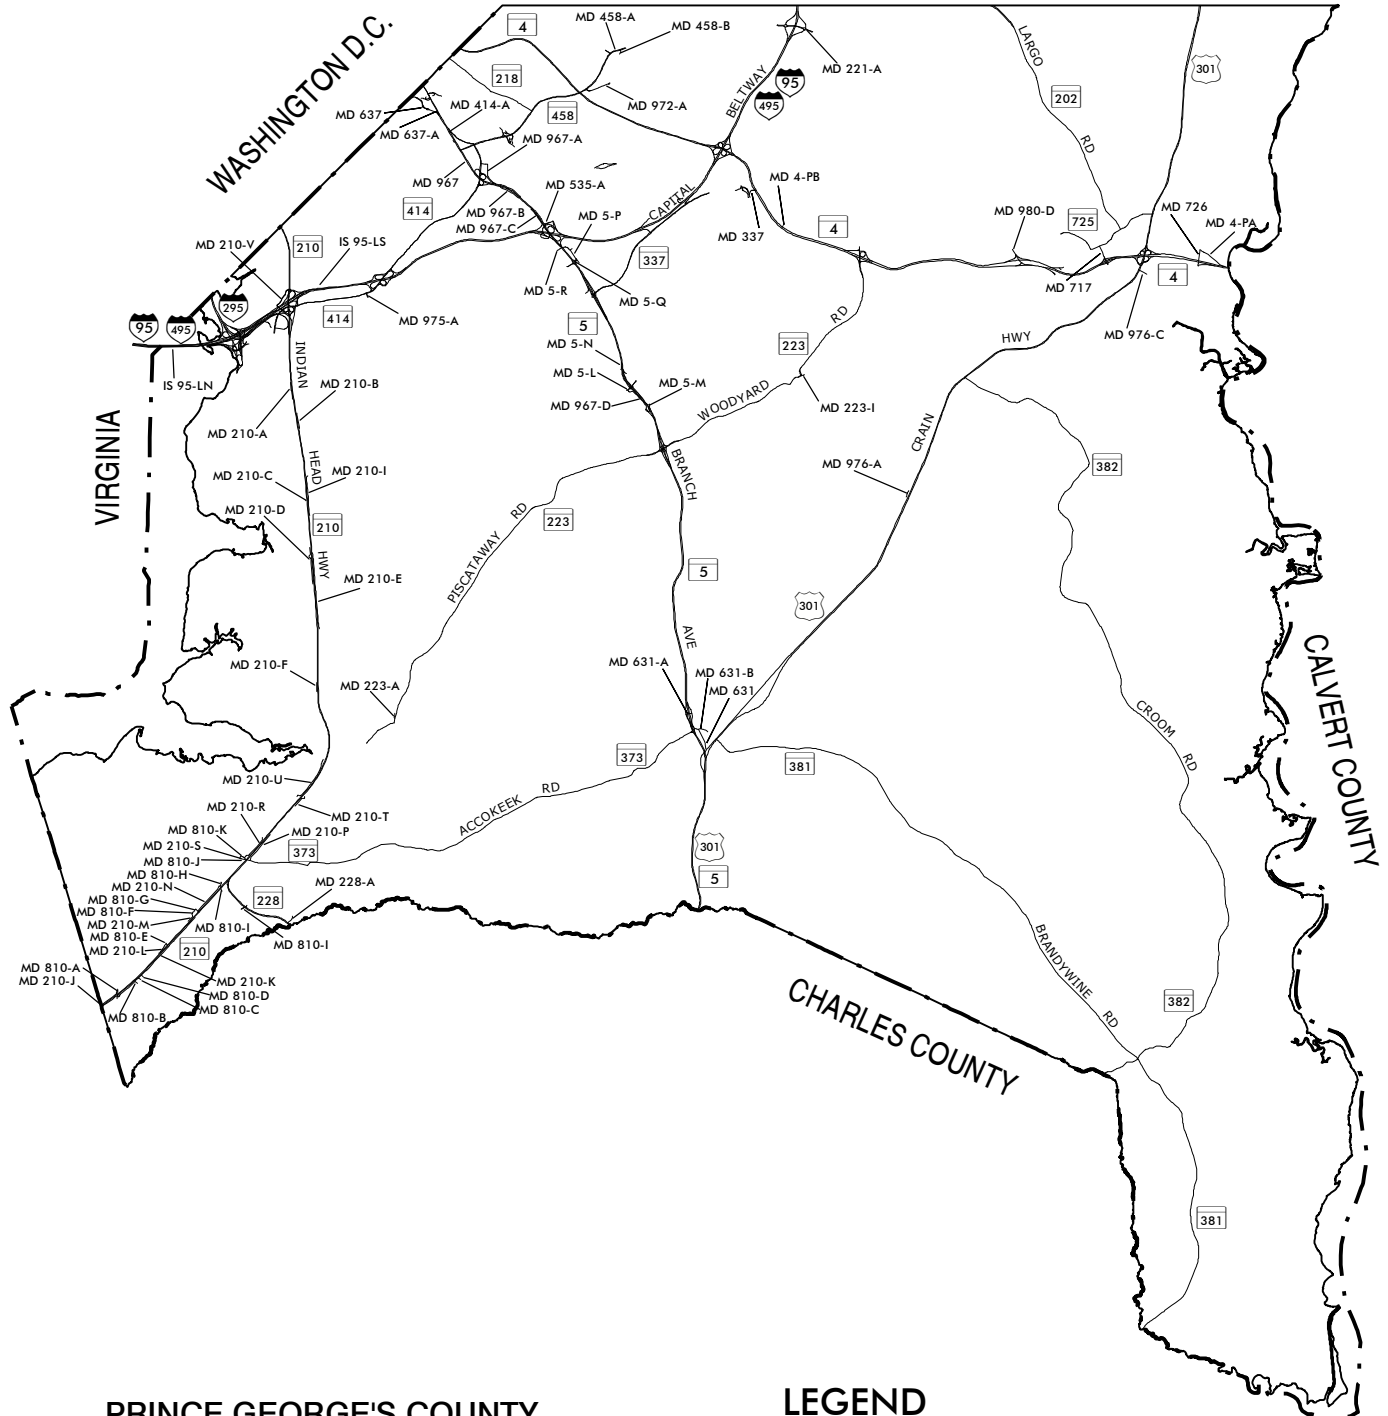 WASHINGTON D.C.
4
MD 458-A
MD 458-B
MD 221-A
LARGO
RD
202
301
218
458
MD 972-A
BELTWAY
95
495
MD 637
MD 414-A
MD 637-A
MD 967-A
MD 967
MD 535-A
MD 967-B
MD 967-C
MD 5-P
CAPITAL
MD 4-PB
MD 337
337
4
MD 980-D
725
MD 726
MD 4-PA
4
MD 717
MD 976-C
414
MD 210-V
210
IS 95-LS
295
95
495
414
MD 975-A
MD 5-R
MD 5-Q
5
MD 5-N
MD 5-L
MD 5-M
MD 967-D
IS 95-LN
INDIAN
HEAD
HWY
MD 210-B
MD 210-A
VIRGINIA
MD 210-C
MD 210-I
MD 210-D
210
MD 210-E
MD 210-F
RD
223
WOODYARD
MD 223-I
HWY
CRAIN
MD 976-A
382
BRANCH
AVE
PISCATAWAY
RD
223
5
301
MD 223-A
MD 631-A
MD 631-B
MD 631
CALVERT COUNTY
CROOM
RD
373
381
ACCOKEEK
RD
MD 210-U
MD 210-R
MD 210-T
MD 810-K
MD 210-P
MD 210-S
373
MD 810-J
MD 810-H
MD 210-N
MD 228-A
MD 810-G
228
MD 810-F
MD 210-M
MD 810-I
MD 810-E
MD 810-I
MD 210-L
210
MD 810-A
MD 210-J
MD 210-K
MD 810-D
MD 810-C
MD 810-B
301
5
CHARLES COUNTY
BRANDYWINE
RD
382
381
PRINCE GEORGE'S COUNTY
LEGEND